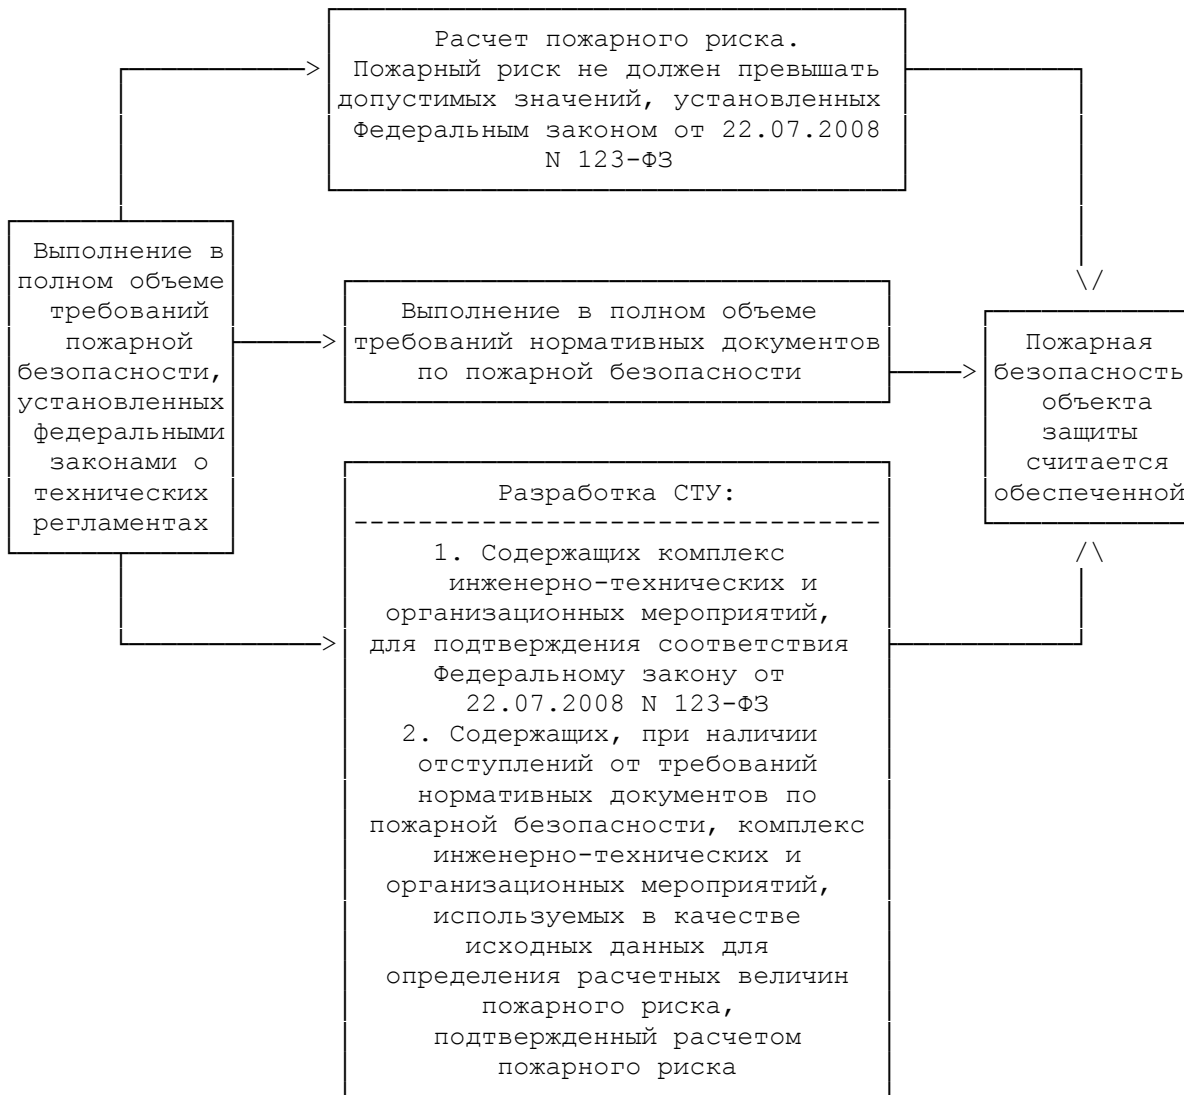 Расчет пожарного риска.
Пожарный риск не должен превышать
допустимых значений, установленных
Федеральным законом от 22.07.2008
N 123-ФЗ
Выполнение в
полном объеме
требований
пожарной
безопасности,
установленных
федеральными
законами о
технических
регламентах
Выполнение в полном объеме
требований нормативных документов
по пожарной безопасности
Пожарная
безопасность
объекта
защиты
считается
обеспеченной
Разработка СТУ:
---------------------------------
1. Содержащих комплекс
инженерно-технических и
организационных мероприятий,
для подтверждения соответствия
Федеральному закону от
22.07.2008 N 123-ФЗ
2. Содержащих, при наличии
отступлений от требований
нормативных документов по
пожарной безопасности, комплекс
инженерно-технических и
организационных мероприятий,
используемых в качестве
исходных данных для
определения расчетных величин
пожарного риска,
подтвержденный расчетом
пожарного риска